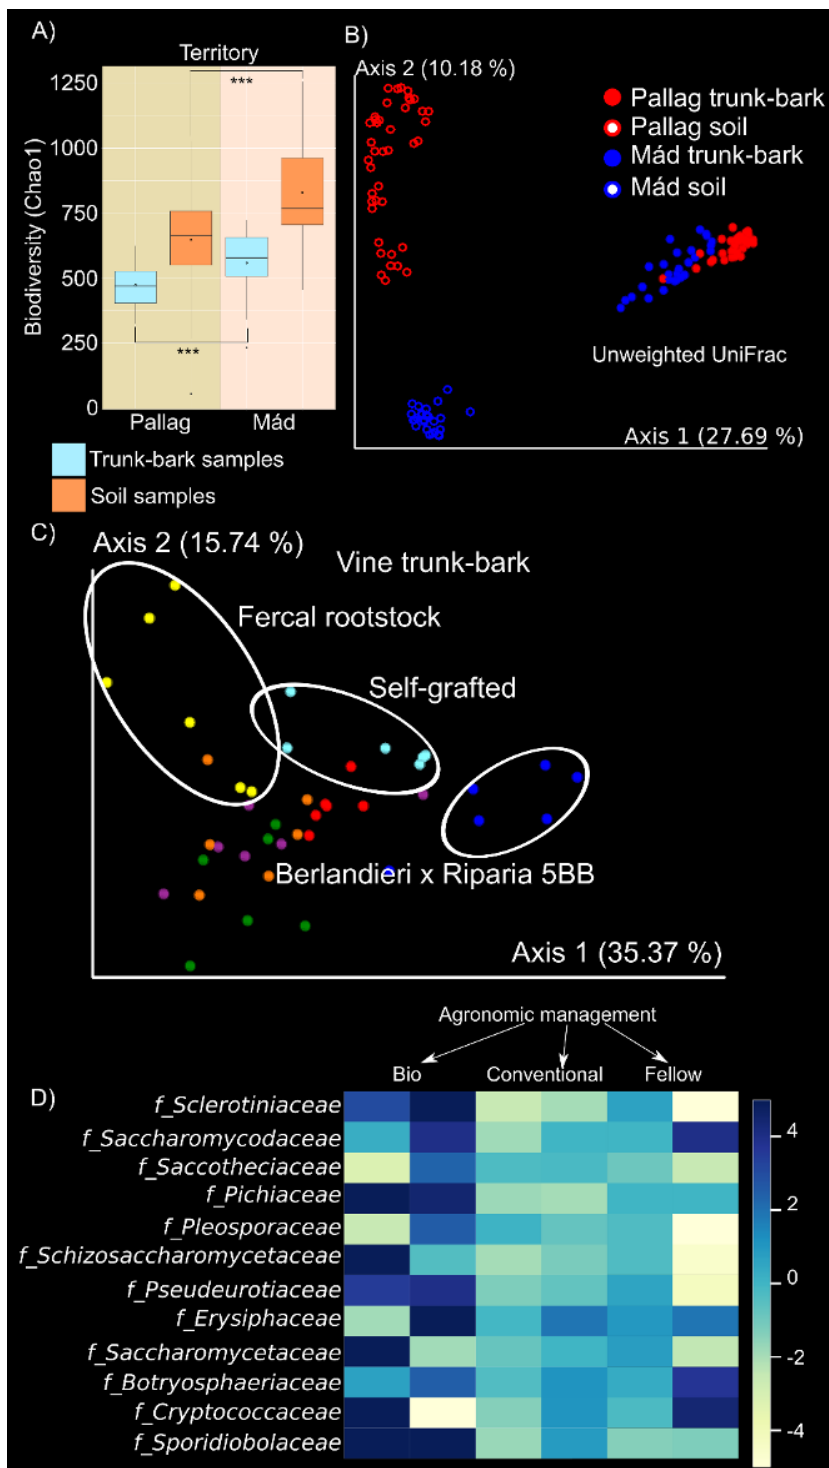 A)
Territory
1250
1000
750
500
250
0
***
***
Biodiversity (Chao1)
Pallag
Mád
Trunk-bark samples
Soil samples
B)
Axis 2 (10.18 %)
Pallag trunk-bark
Pallag soil
Mád trunk-bark
Mád soil
Unweighted UniFrac
Axis 1 (27.69 %)
C)
Axis 2 (15.74 %)
Vine trunk-bark
Fercal rootstock
Self-grafted
Berlandieri x Riparia 5BB
Axis 1 (35.37 %)
Agronomic management
Bio
Conventional
Fellow
D)
f_Sclerotiniaceae
f_Saccharomycodaceae
f_Saccotheciaceae
f_Pichiaceae
f_Pleosporaceae
f_Schizosaccharomycetaceae
f_Pseudeurotiaceae
f_Erysiphaceae
f_Saccharomycetaceae
f_Botryosphaeriaceae
f_Cryptococcaceae
f_Sporidiobolaceae
4
2
0
-2
-4